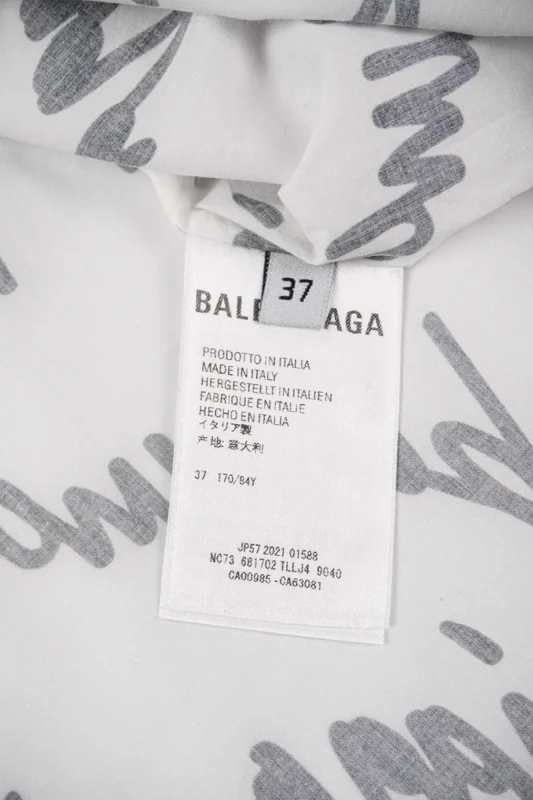 37
BALE AGA
PRODOTTO IN ITALIA
MADE IN ITALY
HERGESTELLT IN ITALIEN
FABRIQUE EN ITALIE
HECHO EN ITALIA
イタリア製
产地: 意大利
37 170/84Y
JP57 2021 01588
NC73 681702 TLLJ4 9040
CA00985 - CA63081